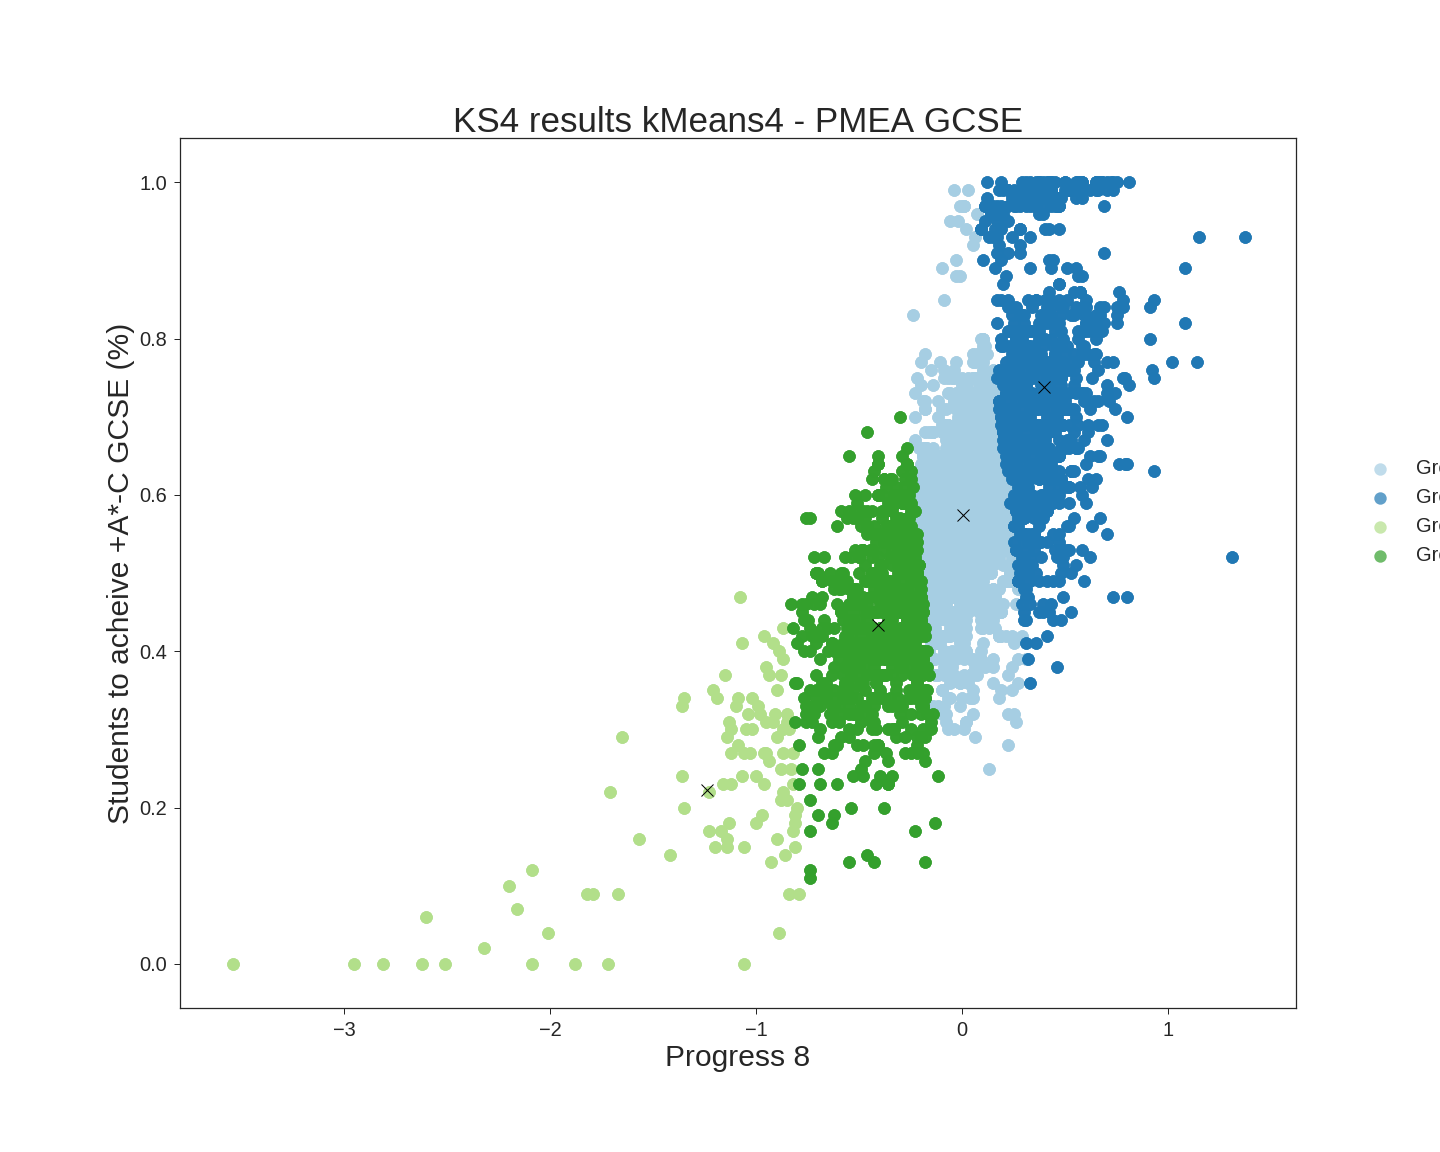 KS4 results kMeans4 - PMEA GCSE
Students to acheive +A*-C GCSE (%)
1.0
0.8
0.6
0.4
0.2
0.0
−3
−2
−1
0
1
Progress 8
Gr
Gr
Gr
Gr